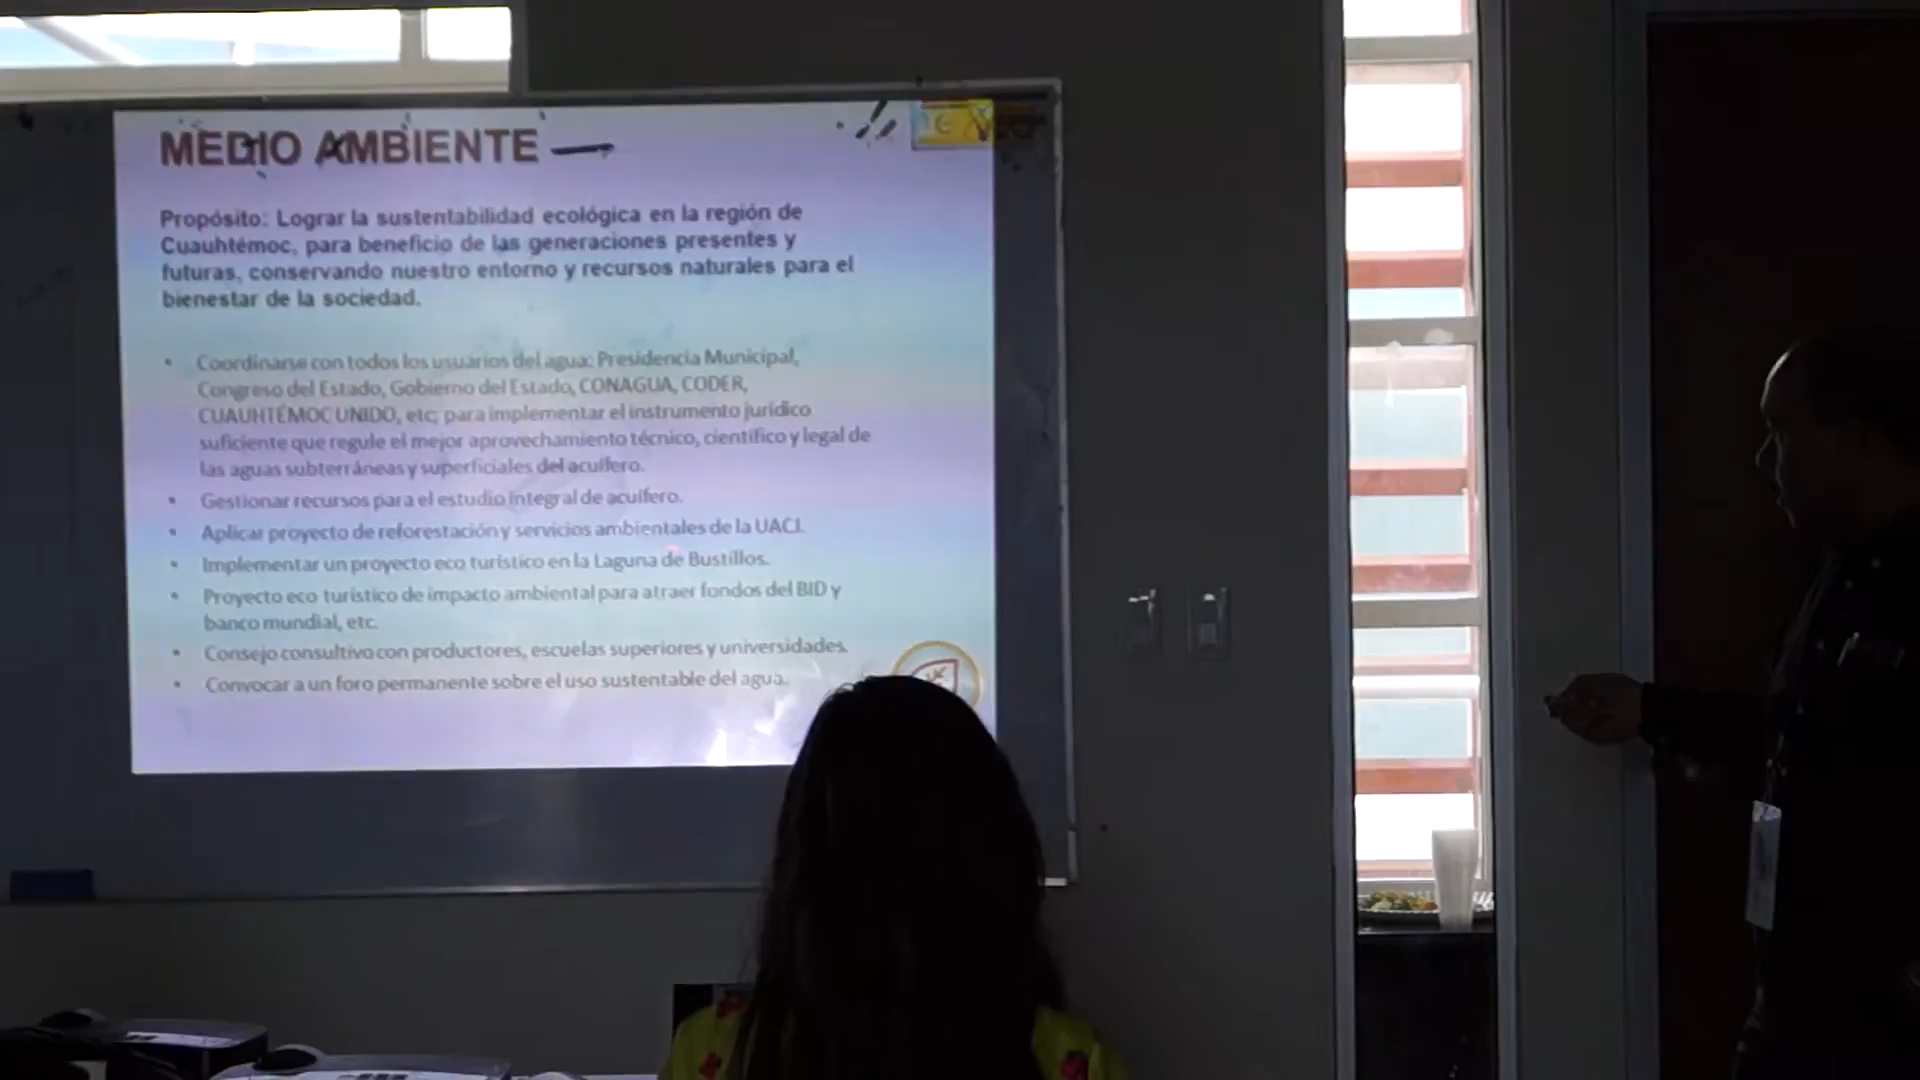 MEDIO AMBIENTE
Propósito: Lograr la sustentabilidad ecológica en la región de
Cuauhtémoc, para beneficio de las generaciones presentes y
futuras, conservando nuestro entorno y recursos naturales para el
bienestar de la sociedad.
• Coordinarse con todos los usuarios del agua: Presidencia Municipal,
Congreso del Estado, Gobierno del Estado, CONAGUA, CODER,
CUAUHTÉMOC UNIDO, etc; para implementar el instrumento jurídico
suficiente que regule el mejor aprovechamiento técnico, científico y legal de
las aguas subterráneas y superficiales del acuífero.
• Gestionar recursos para el estudio integral de acuífero.
• Aplicar proyecto de reforestación y servicios ambientales de la UACJ.
• Implementar un proyecto eco turístico en la Laguna de Bustillos.
• Proyecto eco turístico de impacto ambiental para atraer fondos del BID y
banco mundial, etc.
• Consejo consultivo con productores, escuelas superiores y universidades.
• Convocar a un foro permanente sobre el uso sustentable del agua.